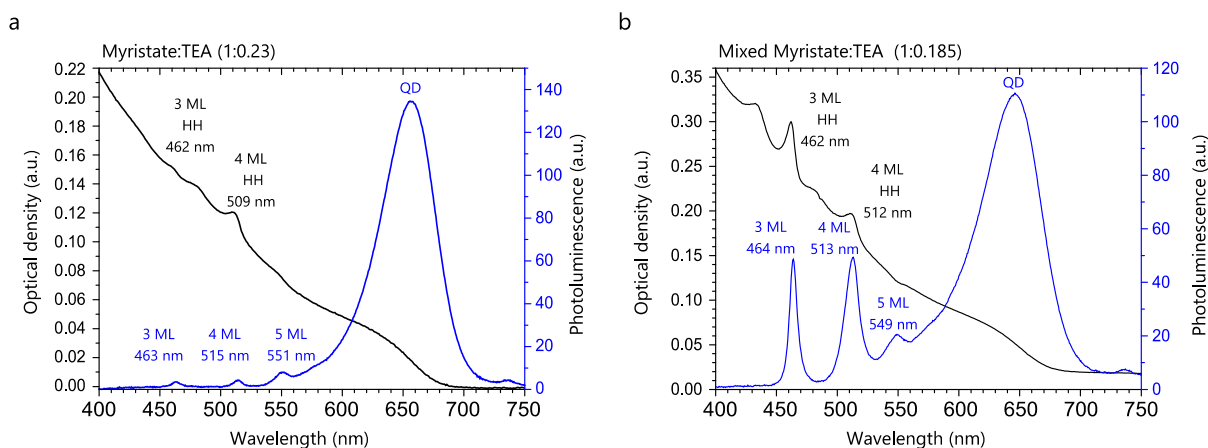 a
Myristate:TEA (1:0.23)
0.22
0.20
0.18
0.16
0.14
0.12
0.10
0.08
0.06
0.04
0.02
0.00
Optical density (a.u.)
3 ML
HH
462 nm
4 ML
HH
509 nm
QD
3 ML
463 nm
4 ML
515 nm
5 ML
551 nm
140
120
100
80
60
40
20
0
Photoluminescence (a.u.)
400 450 500 550 600 650 700 750
Wavelength (nm)
b
Mixed Myristate:TEA (1:0.185)
0.35
0.30
0.25
0.20
0.15
0.10
0.05
0.00
Optical density (a.u.)
3 ML
HH
462 nm
4 ML
HH
512 nm
QD
3 ML
464 nm
4 ML
513 nm
5 ML
549 nm
120
100
80
60
40
20
0
Photoluminescence (a.u.)
400 450 500 550 600 650 700 750
Wavelength (nm)